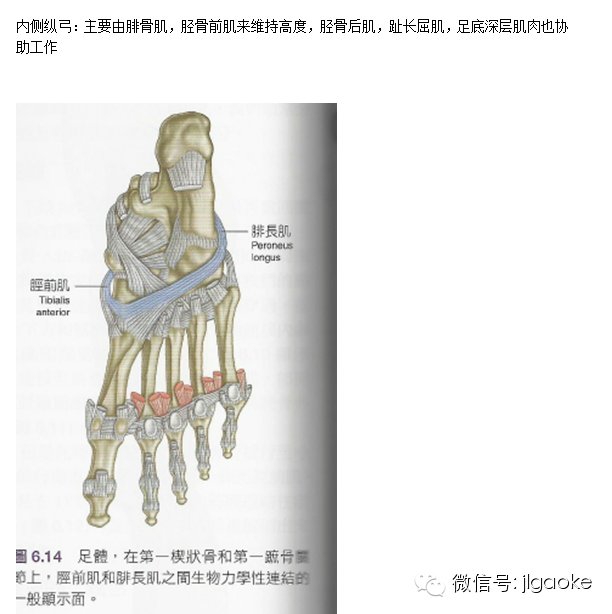 内侧纵弓：主要由腓骨肌，胫骨前肌来维持高度，胫骨后肌，趾长屈肌，足底深层肌肉也协
助工作
腓長肌
Peroneus
longus
脛前肌
Tibialis
anterior
圖 6.14 足體，在第一楔狀骨和第一蹠骨關
節上，脛前肌和腓長肌之間生物力學性連結的
一般顯示面。
微信号: jlgaoke